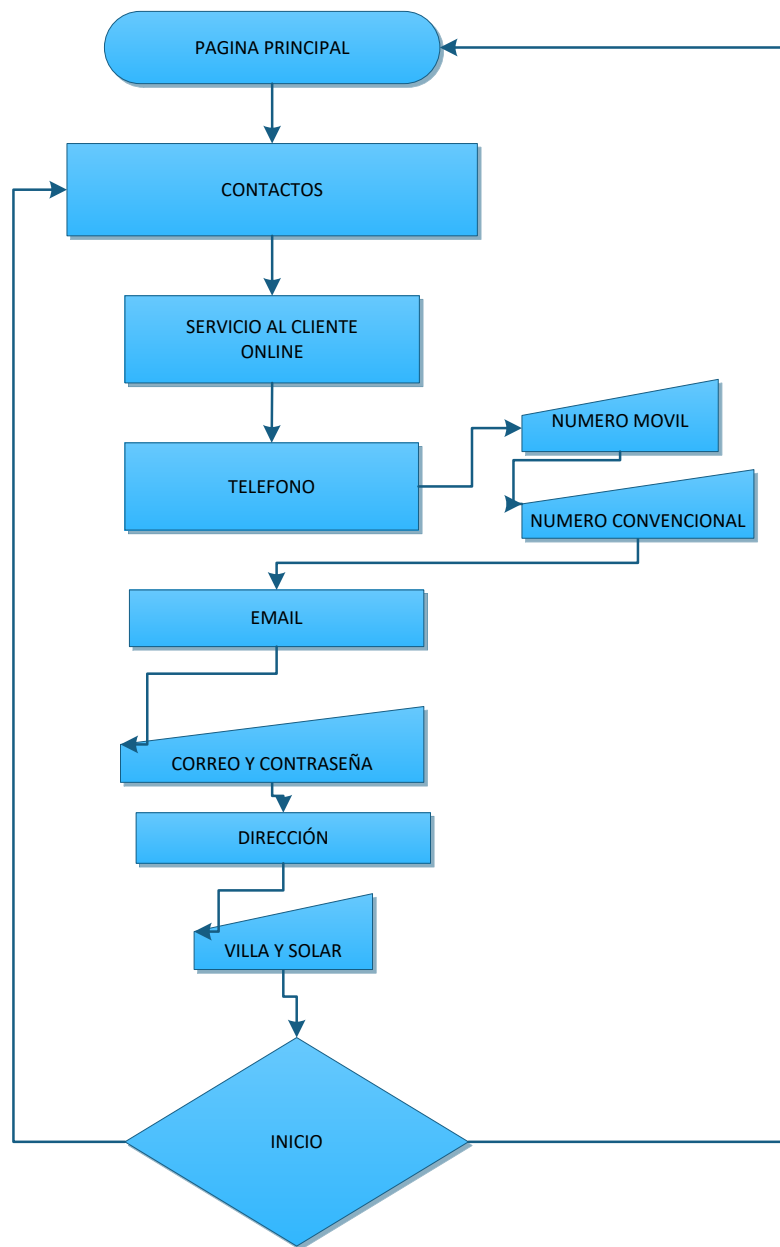 PAGINA PRINCIPAL
CONTACTOS
SERVICIO AL CLIENTE
ONLINE
NUMERO MOVIL
TELEFONO
NUMERO CONVENCIONAL
EMAIL
CORREO Y CONTRASEÑA
DIRECCIÓN
VILLA Y SOLAR
INICIO